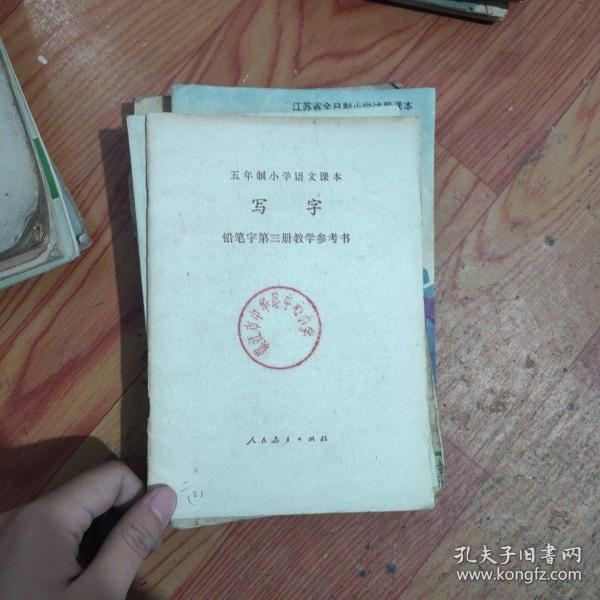 江苏省全日制小学试用课本
五年制小学语文课本
写字
铅笔字第三册教学参考书
人民教育出版社
二
(2)
孔夫子旧书网
www.kongfz.com